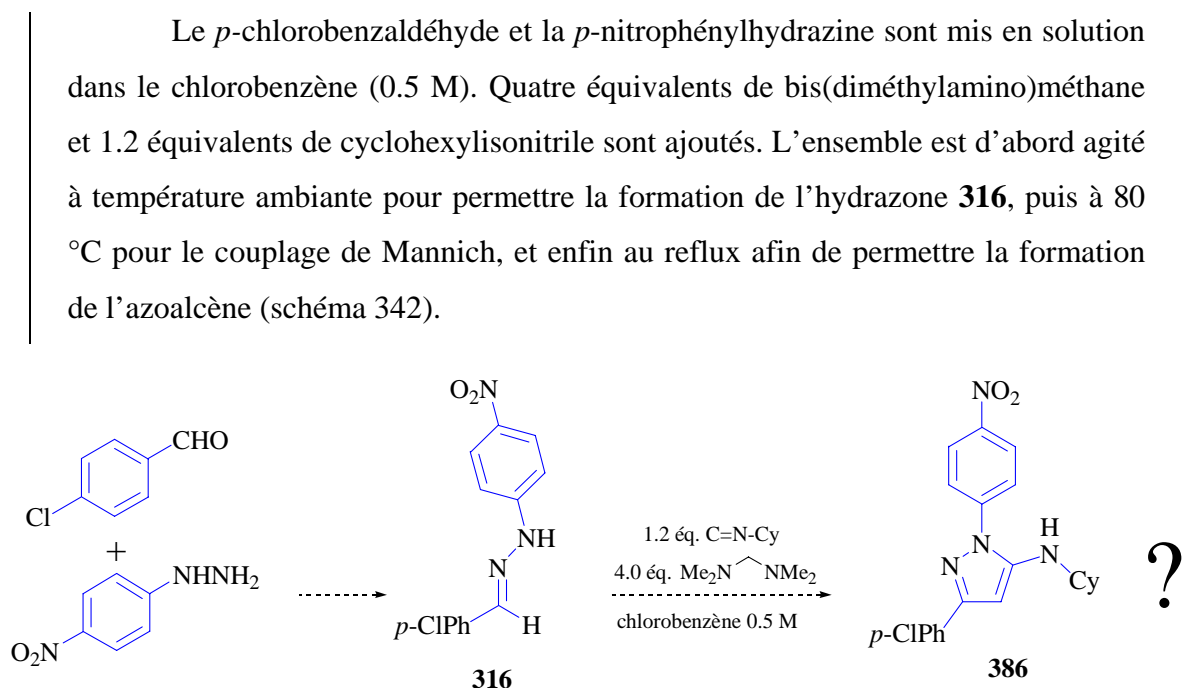 Le p-chlorobenzaldéhyde et la p-nitrophénylhydrazine sont mis en solution
dans le chlorobenzène (0.5 M). Quatre équivalents de bis(diméthylamino)méthane
et 1.2 équivalents de cyclohexylisonitrile sont ajoutés. L'ensemble est d'abord agité
à température ambiante pour permettre la formation de l'hydrazone 316, puis à 80
°C pour le couplage de Mannich, et enfin au reflux afin de permettre la formation
de l'azoalcène (schéma 342).
CHO
Cl
+
NHNH2
O2N
O2N
NH
N
p-ClPh
H
316
1.2 éq. C=N-Cy
4.0 éq. Me2N NMe2
chlorobenzène 0.5 M
NO2
N
N
H
N
Cy
p-ClPh
386
?